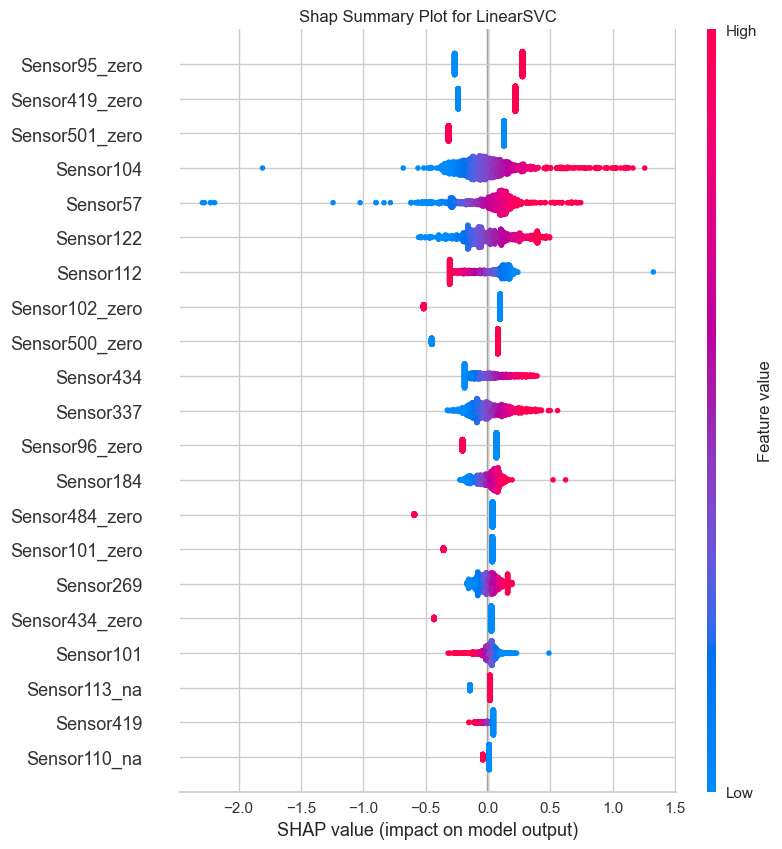 Shap Summary Plot for LinearSVC
High
Sensor95_zero
Sensor419_zero
Sensor501_zero
Sensor104
Sensor57
Sensor122
Sensor112
Sensor102_zero
Sensor500_zero
Sensor434
Sensor337
Sensor96_zero
Sensor184
Sensor484_zero
Sensor101_zero
Sensor269
Sensor434_zero
Sensor101
Sensor113_na
Sensor419
Sensor110_na
Feature value
Low
−2.0 −1.5 −1.0 −0.5 0.0 0.5 1.0 1.5
SHAP value (impact on model output)